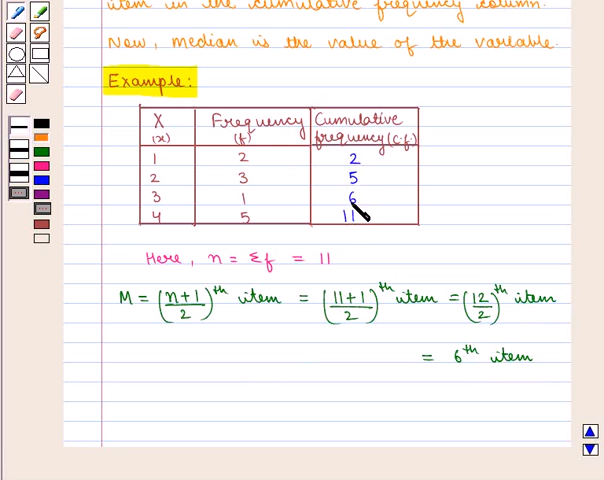 item in the cumulative frequency column.
Now, median is the value of the variable.
Example:
X Frequency Cumulative
(x) (f) frequency (c.f.)
1 2 2
2 3 5
3 1 6
4 5 11
Here, n = Σf = 11
M = (n+1/2)th item = (11+1/2)th item = (12/2)th item
= 6th item